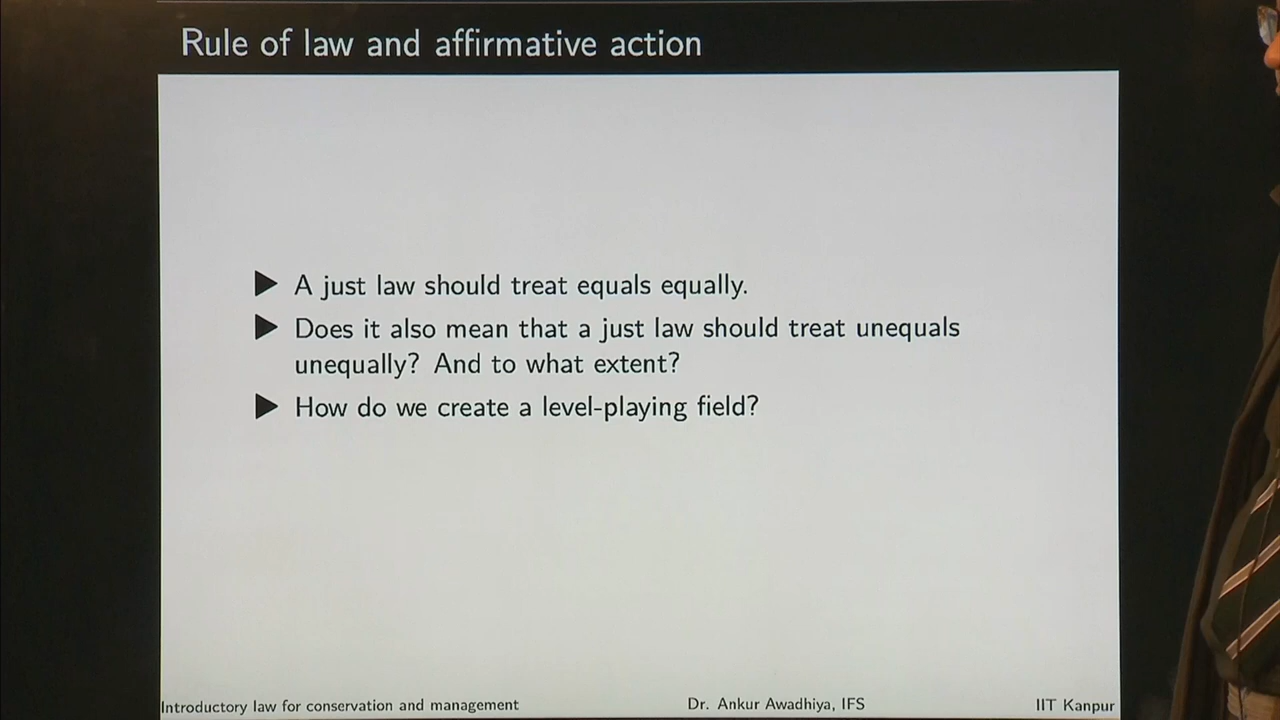 Rule of law and affirmative action
▶ A just law should treat equals equally.
▶ Does it also mean that a just law should treat unequals
unequally? And to what extent?
▶ How do we create a level-playing field?
Introductory law for conservation and management Dr. Ankur Awadhiya, IFS IIT Kanpur